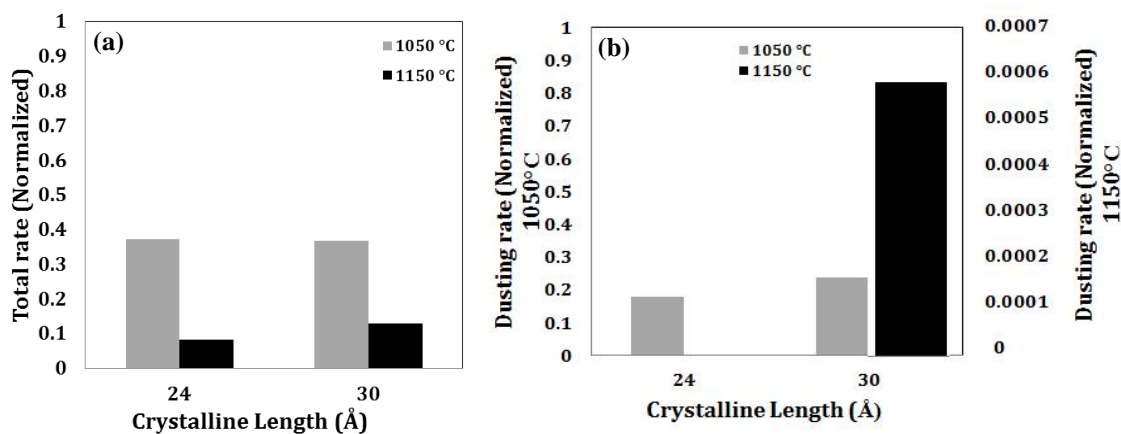 (a)
1050 °C
1150 °C
Total rate (Normalized)
1
0.9
0.8
0.7
0.6
0.5
0.4
0.3
0.2
0.1
0
24 30
Crystalline Length (Å)
(b)
1050 °C
1150 °C
Dusting rate (Normalized)
1050°C
1
0.9
0.8
0.7
0.6
0.5
0.4
0.3
0.2
0.1
0
24 30
Crystalline Length (Å)
0.0007
0.0006
0.0005
0.0004
0.0003
0.0002
0.0001
0
Dusting rate (Normalized
1150°C